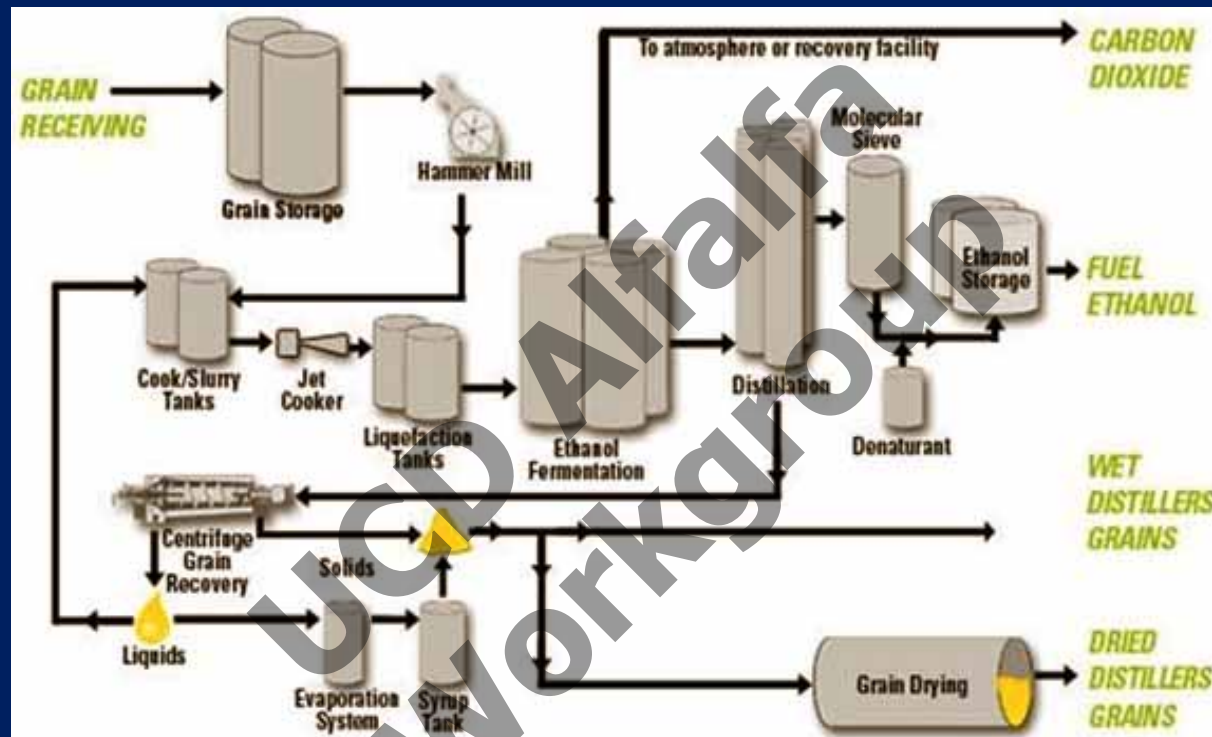 GRAIN
RECEIVING
Grain Storage
Hammer Mill
To atmosphere or recovery facility
CARBON
DIOXIDE
Molecular
Sieve
Ethanol
Storage
FUEL
ETHANOL
Cook/Slurry
Tanks
Jet
Cooker
Liquefaction
Tanks
Ethanol
Fermentation
Distillation
Denaturant
WET
DISTILLERS
GRAINS
Centrifuge
Grain
Recovery
Solids
Liquids
Evaporation
System
Syrup
Tank
Grain Drying
DRIED
DISTILLERS
GRAINS
UCP Alfalfa
Workgroup